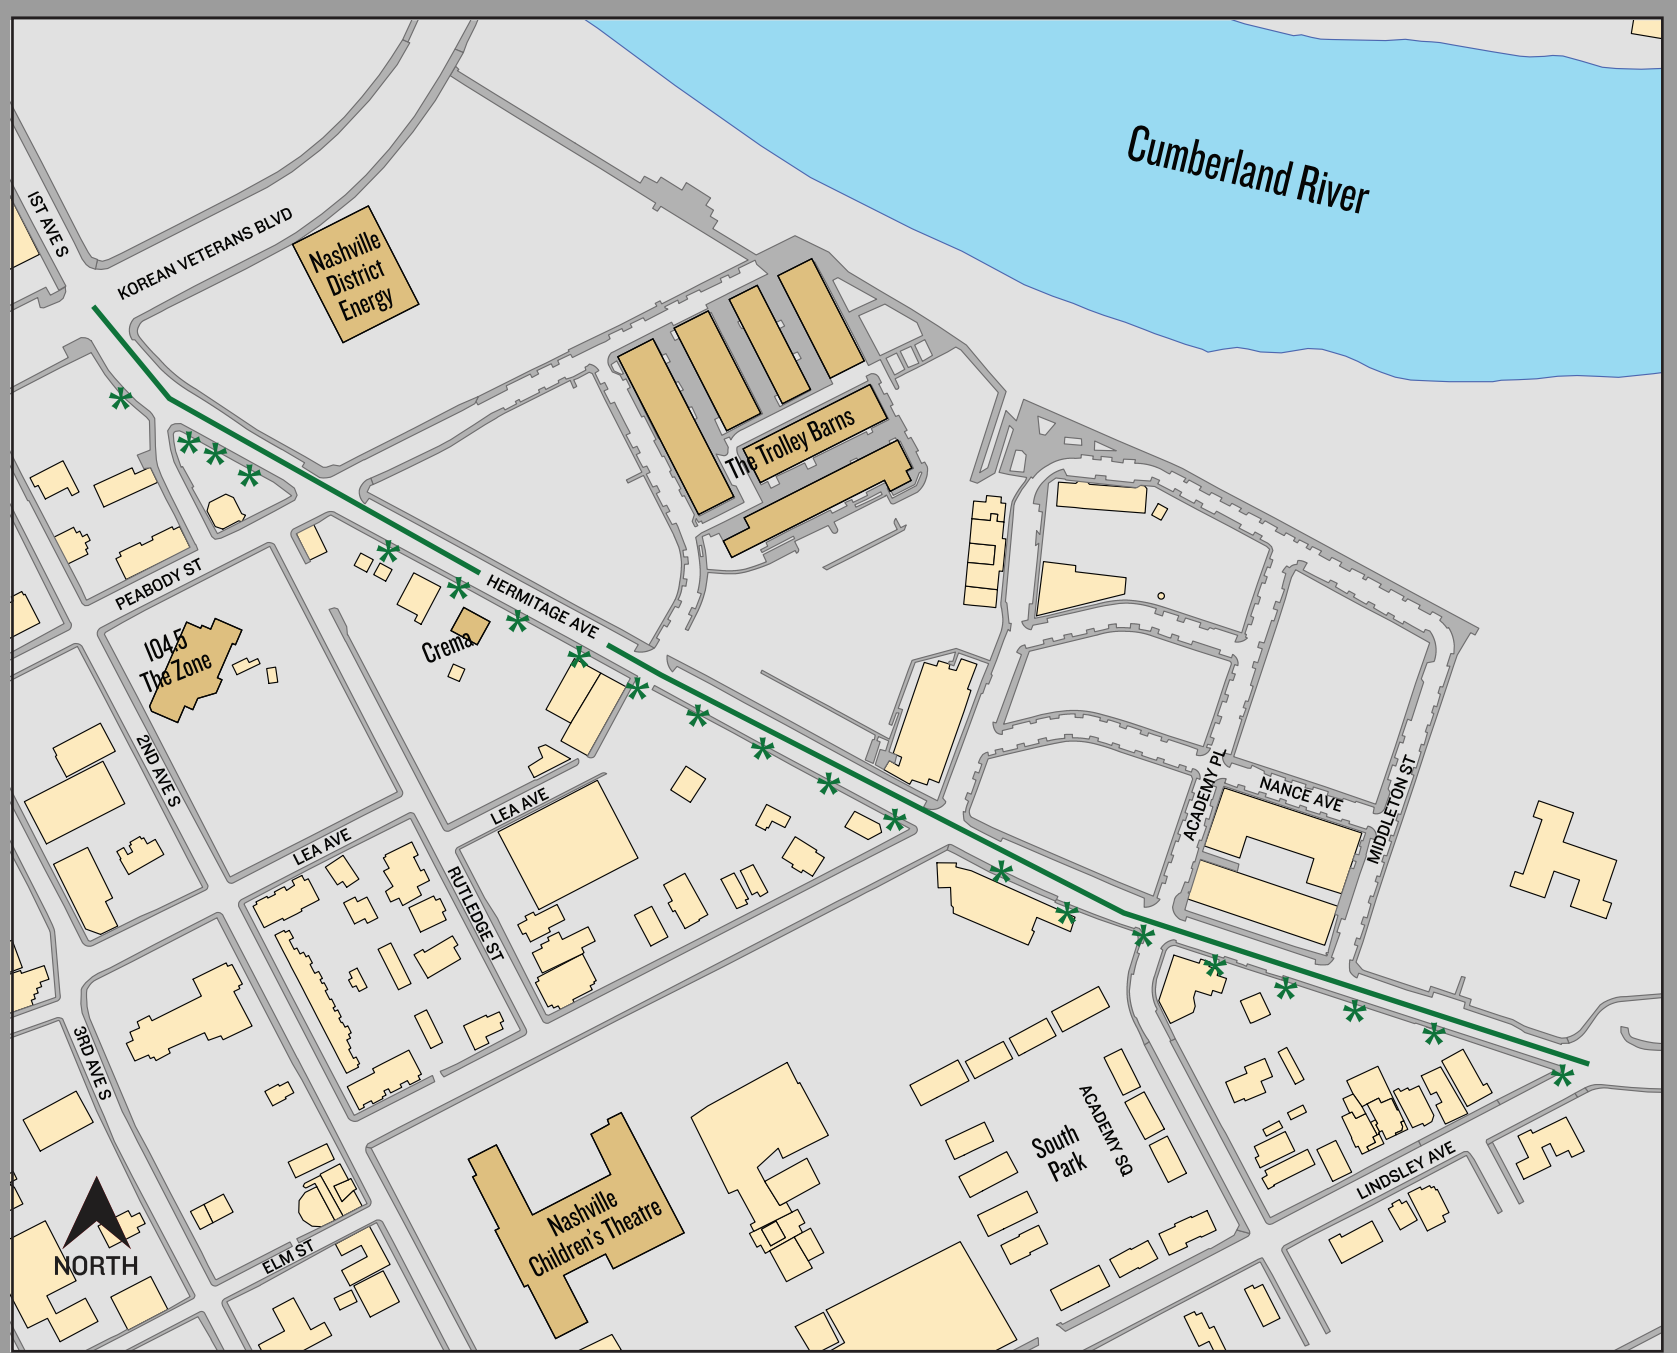 Cumberland River
1ST AVE S
KOREAN VETERANS BLVD
Nashville
District
Energy
The Trolley Barns
PEABODY ST
HERMITAGE AVE
104.5
The Zone
Crema
2ND AVE S
LEA AVE
LEA AVE
RUTLEDGE ST
ACADEMY PL
NANCE AVE
MIDDLETON ST
3RD AVE S
ACADEMY SQ
South
Park
LINDSLEY AVE
Nashville
Children's Theatre
ELM ST
NORTH